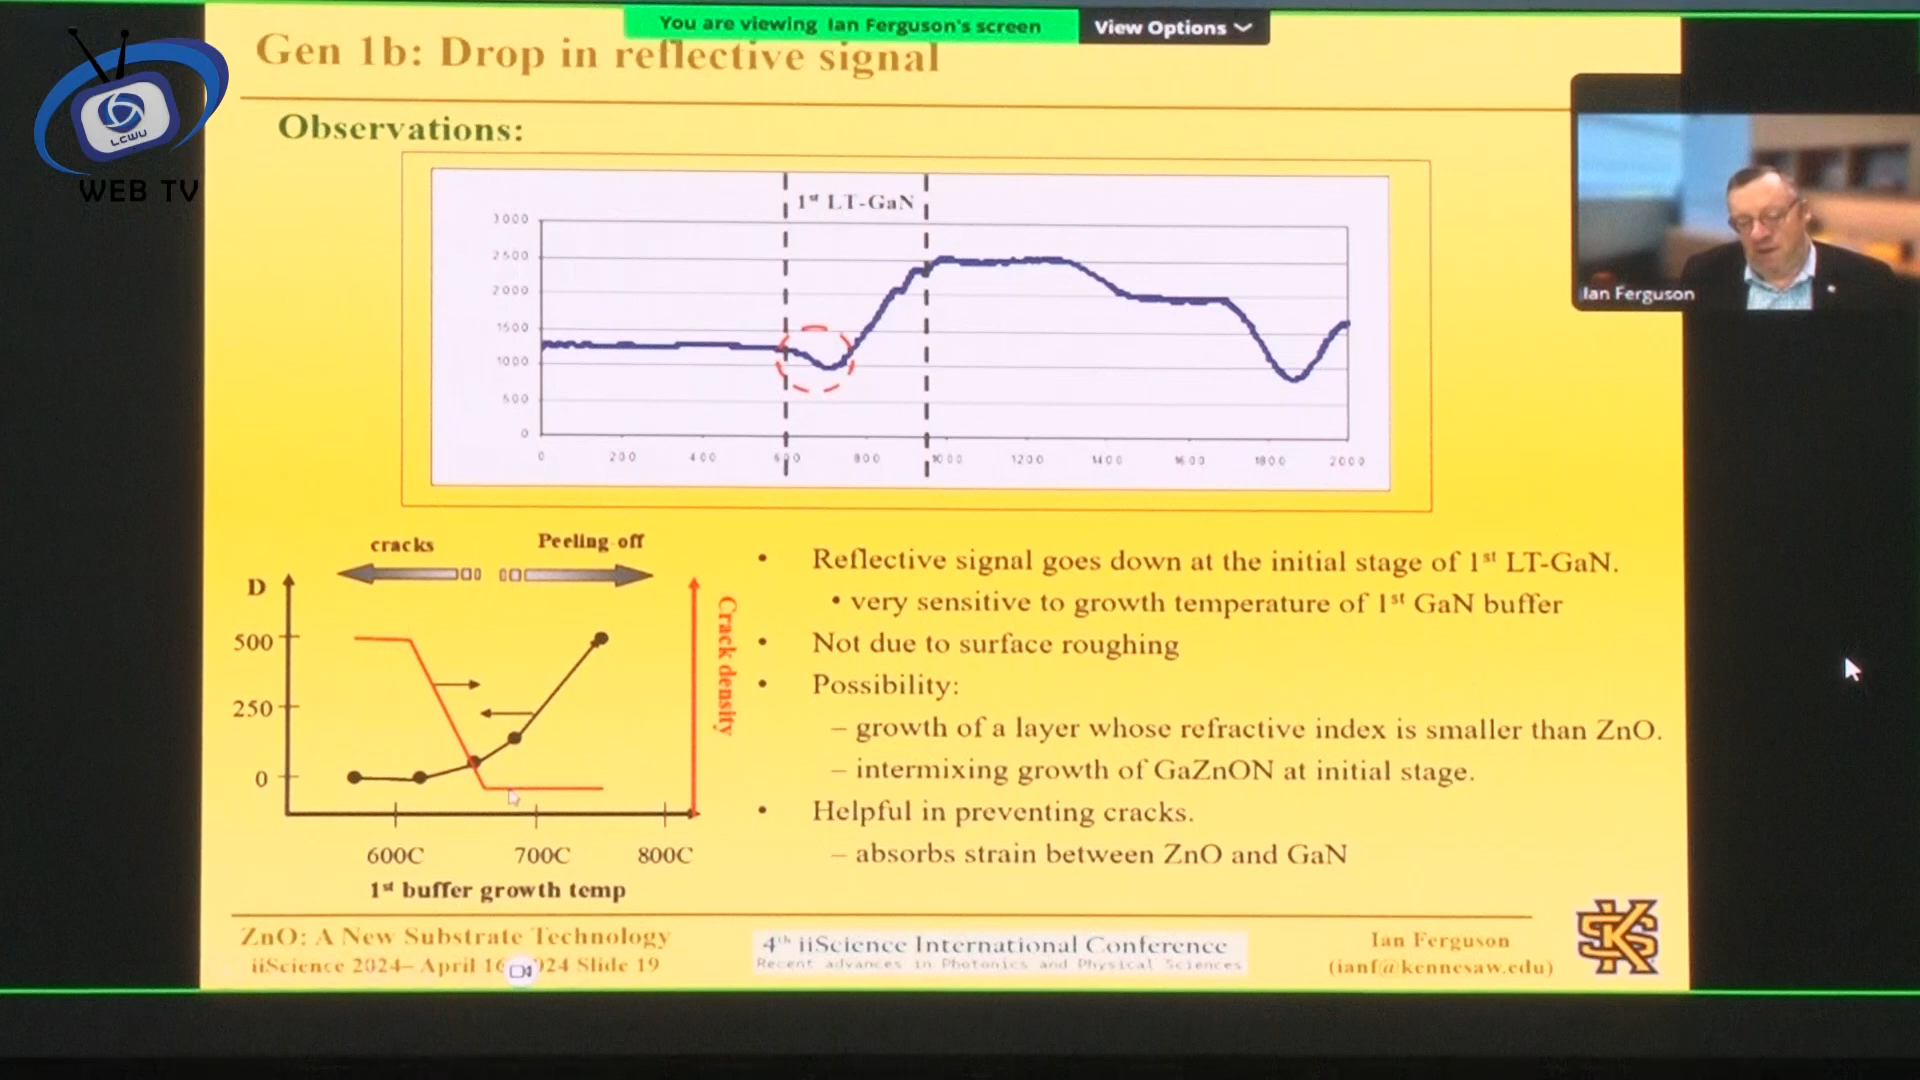 You are viewing Ian Ferguson's screen
View Options
Gen 1b: Drop in reflective signal
LCWU
WEB TV
Observations:
1st LT-GaN
3000
2500
2000
1500
1000
500
0
0 200 400 600 800 1000 1200 1400 1600 1800 2000
Ian Ferguson
cracks
Peeling off
D
500
250
0
Crack density
600C 700C 800C
1st buffer growth temp
• Reflective signal goes down at the initial stage of 1st LT-GaN.
• very sensitive to growth temperature of 1st GaN buffer
• Not due to surface roughing
• Possibility:
– growth of a layer whose refractive index is smaller than ZnO.
– intermixing growth of GaZnON at initial stage.
• Helpful in preventing cracks.
– absorbs strain between ZnO and GaN
ZnO: A New Substrate Technology
iiScience 2024– April 16 2024 Slide 19
4th iiScience International Conference
Recent advances in Photonics and Physical Sciences
Ian Ferguson
(ianf@kennesaw.edu)
KS